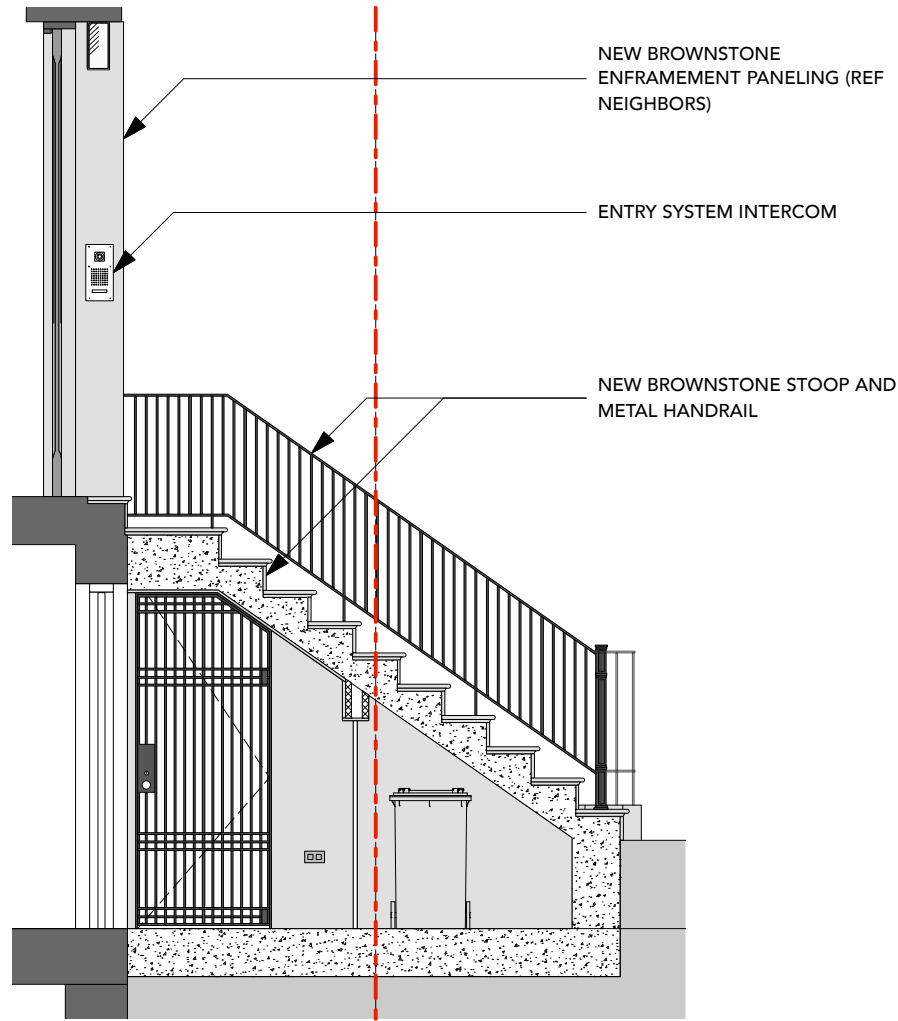 NEW BROWNSTONE
ENFRAMEMENT PANELING (REF
NEIGHBORS)
ENTRY SYSTEM INTERCOM
NEW BROWNSTONE STOOP AND
METAL HANDRAIL